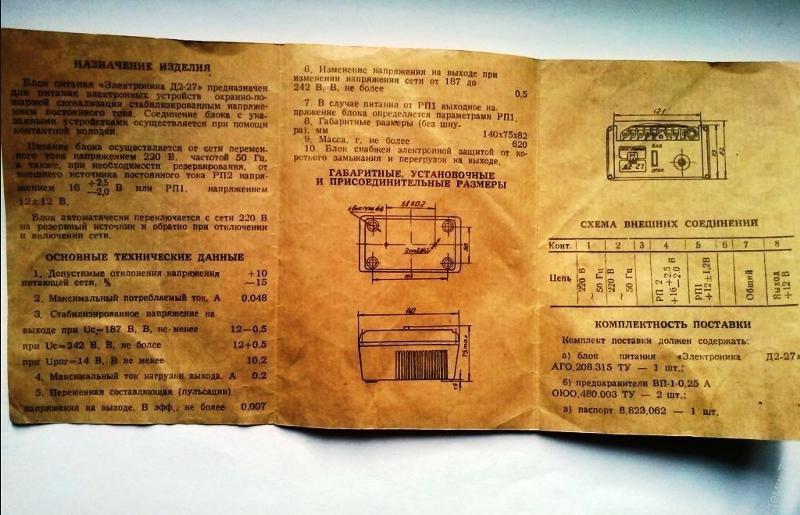 НАЗНАЧЕНИЕ ИЗДЕЛИЯ
Блок питания «Электроника Д2-27» предназначен
для питания электронных устройств охранно-по-
жарной сигнализации стабилизированным напряже-
нием постоянного тока. Соединение блока с ука-
занными устройствами осуществляется при помощи
контактной колодки.
Питание блока осуществляется от сети перемен-
ного тока напряжением 220 В, частотой 50 Гц,
а также, при необходимости резервирования, от
внешнего источника постоянного тока РП2 напря-
жением 16 +2,5 −2,0 В или РП1, напряжением
Блок автоматически переключается с сети 220 В
на резервный источник и обратно при отключении
и включении сети.
ОСНОВНЫЕ ТЕХНИЧЕСКИЕ ДАННЫЕ
1. Допустимые отклонения напряжения +10
питающей сети, % −15
2. Максимальный потребляемый ток, А 0.048
3. Стабилизированное напряжение на
выходе при Uс=187 В, В, не менее 12−0,5
при Uс=242 В, В, не более 12+0,5
при Uрпг=14 В, В не менее 10,2
4. Максимальный ток нагрузки выхода. А 0,2
5. Переменная составляющая (пульсации)
напряжения на выходе. В эфф., не более 0,007
6. Изменение напряжения на выходе при
изменении напряжения сети от 187 до
242 В, В, не более 0,5
7. В случае питания от РП1 выходное на-
пряжение блока определяется параметрами РП1.
8. Габаритные размеры (без шну-
ра), мм 140х75х82
9. Масса, г, не более 620
10. Блок снабжен электронной защитой от ко-
роткого замыкания и перегрузок на выходе.
ГАБАРИТНЫЕ, УСТАНОВОЧНЫЕ
И ПРИСОЕДИНИТЕЛЬНЫЕ РАЗМЕРЫ
68±0,2
140
121
Д2-27
СХЕМА ВНЕШНИХ СОЕДИНЕНИЙ
Конт. 1 2 3 4 5 6 7 8
Цепь 220 В ~ 50 Гц 220 В ~ 50 Гц РП 2 +16 +2,5 −2,0 В РП1 +12±1,2В Общий Выход +12 В
КОМПЛЕКТНОСТЬ ПОСТАВКИ
Комплект поставки должен содержать:
а) блок питания «Электроника Д2-27»
АГО.208.315 ТУ — 1 шт.;
б) предохранители ВП-1-0,25 А
ОЮО.480.003 ТУ — 2 шт.;
в) паспорт 8,823,062 — 1 шт.